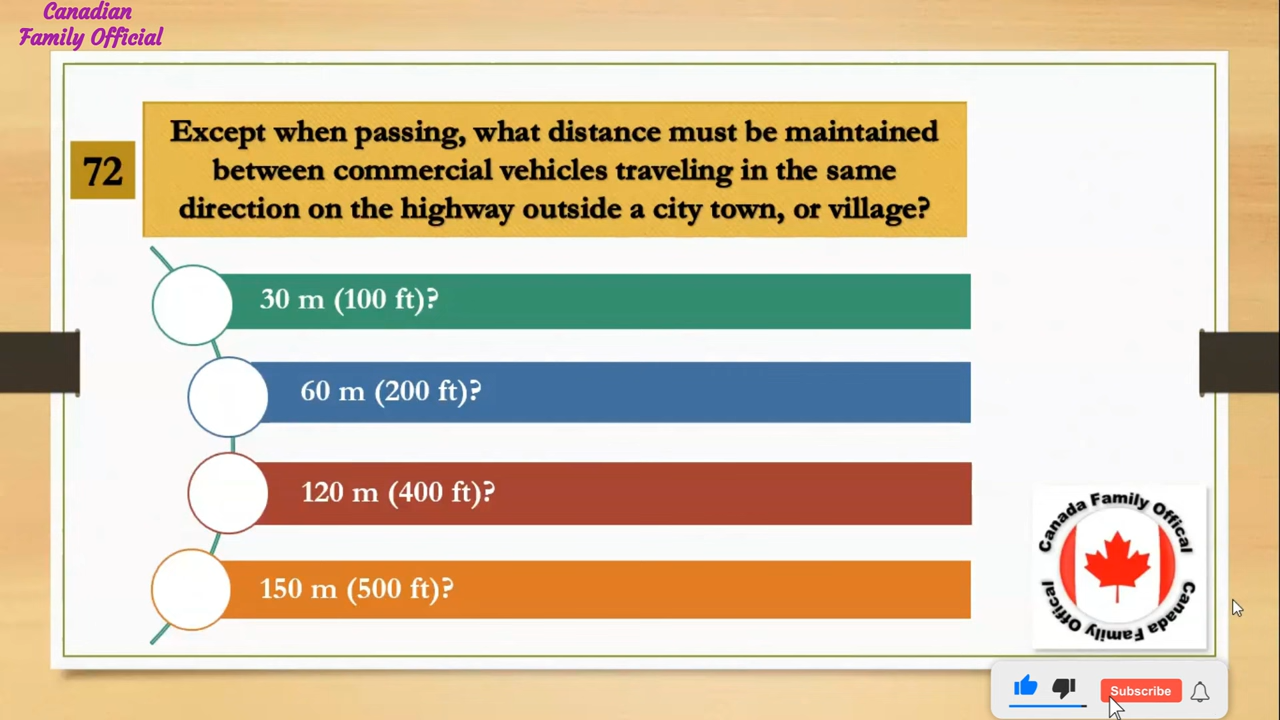 Canadian
Family Official
72
Except when passing, what distance must be maintained
between commercial vehicles traveling in the same
direction on the highway outside a city town, or village?
30 m (100 ft)?
60 m (200 ft)?
120 m (400 ft)?
150 m (500 ft)?
Canada Family Offical
Canada Family Offical
Subscribe